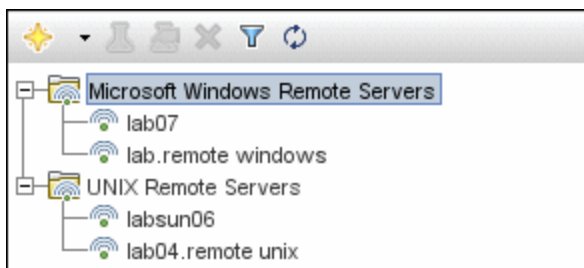 Microsoft Windows Remote Servers
lab07
lab.remote windows
UNIX Remote Servers
labsun06
lab04.remote unix